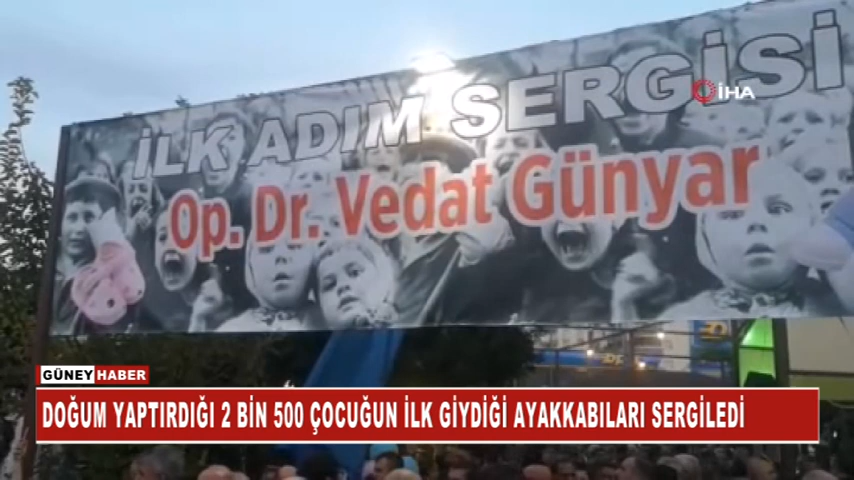 İLK ADIM SERGİSİ
İHA
Op. Dr. Vedat Günyar
GÜNEY HABER
DOĞUM YAPTIRDIĞI 2 BİN 500 ÇOCUĞUN İLK GİYDİĞİ AYAKKABILARI SERGİLEDİ